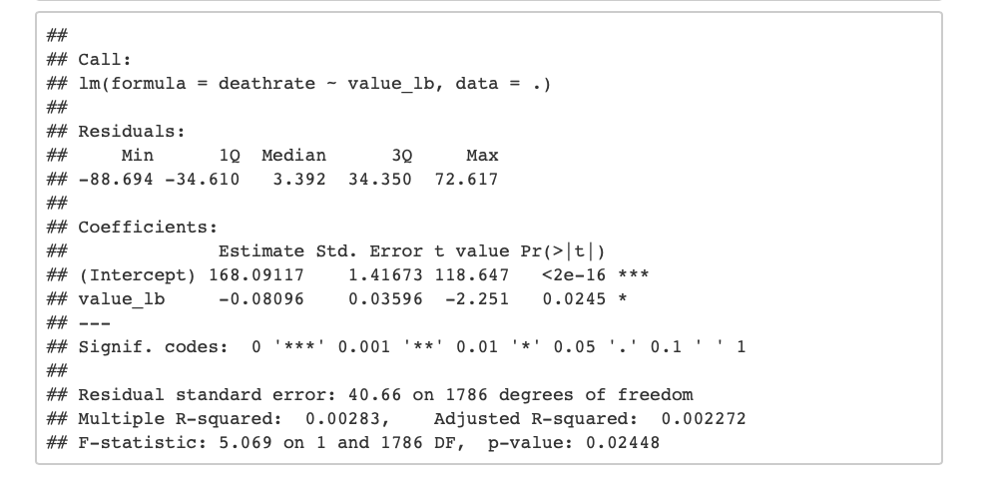 ##
## Call:
## lm(formula = deathrate ~ value_lb, data = .)
##
## Residuals:
##     Min      1Q  Median      3Q     Max
## -88.694 -34.610   3.392  34.350  72.617
##
## Coefficients:
##              Estimate Std. Error t value Pr(>|t|)
## (Intercept) 168.09117    1.41673 118.647   <2e-16 ***
## value_lb     -0.08096    0.03596  -2.251   0.0245 *
## ---
## Signif. codes:  0 '***' 0.001 '**' 0.01 '*' 0.05 '.' 0.1 ' ' 1
##
## Residual standard error: 40.66 on 1786 degrees of freedom
## Multiple R-squared:  0.00283,    Adjusted R-squared:  0.002272
## F-statistic: 5.069 on 1 and 1786 DF,  p-value: 0.02448